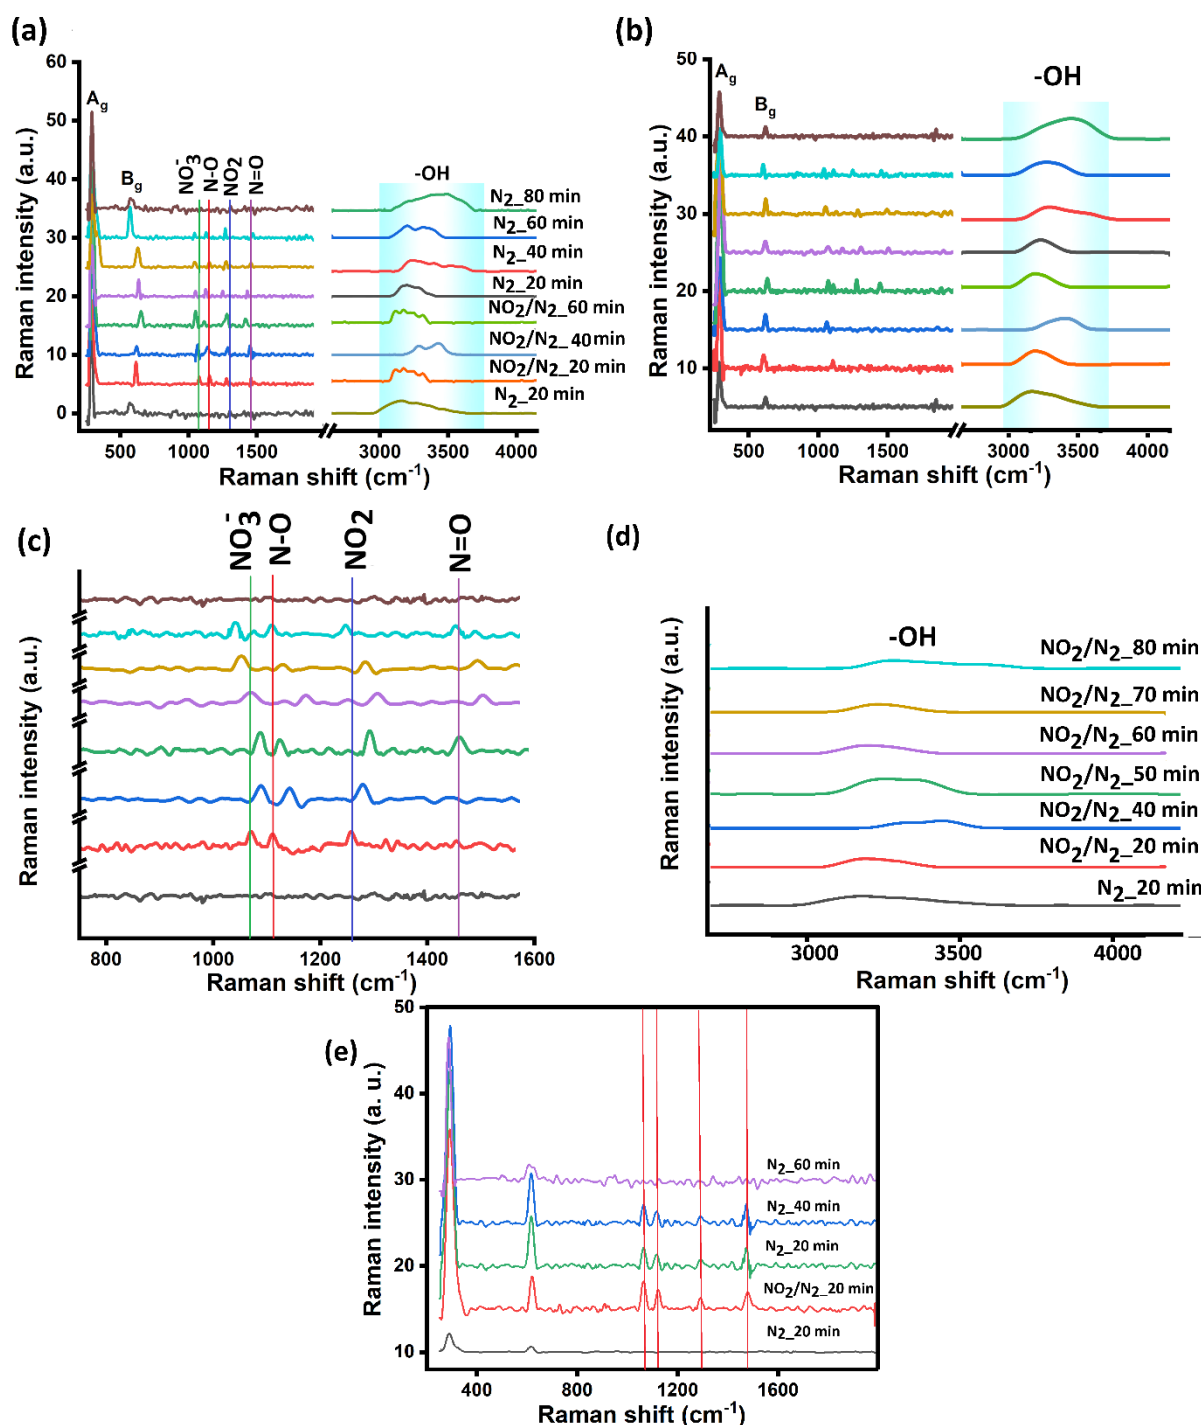 (a)
60
50
40
30
20
10
0
Raman intensity (a.u.)
A_g
B_g
NO₃⁻
N-O
NO₂
N=O
-OH
N₂_80 min
N₂_60 min
N₂_40 min
N₂_20 min
NO₂/N₂_60 min
NO₂/N₂_40 min
NO₂/N₂_20 min
N₂_20 min
500 1000 1500 3000 3500 4000
Raman shift (cm⁻¹)
(b)
50
40
30
20
10
Raman intensity (a.u.)
A_g
B_g
-OH
500 1000 1500 3000 3500 4000
Raman shift (cm⁻¹)
(c)
NO₃⁻
N-O
NO₂
N=O
Raman intensity (a.u.)
800 1000 1200 1400 1600
Raman shift (cm⁻¹)
(d)
Raman intensity (a.u.)
-OH
NO₂/N₂_80 min
NO₂/N₂_70 min
NO₂/N₂_60 min
NO₂/N₂_50 min
NO₂/N₂_40 min
NO₂/N₂_20 min
N₂_20 min
3000 3500 4000
Raman shift (cm⁻¹)
(e)
50
40
30
20
10
Raman intensity (a. u.)
N₂_60 min
N₂_40 min
N₂_20 min
NO₂/N₂_20 min
N₂_20 min
400 800 1200 1600
Raman shift (cm⁻¹)